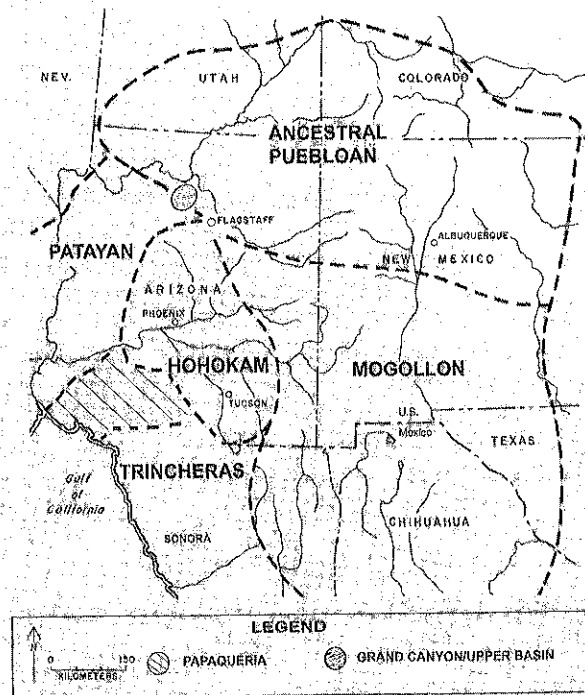 NEV.
UTAH
COLORADO
ANCESTRAL
PUEBLOAN
FLAGSTAFF
ALBUQUERQUE
NEW MEXICO
PATAYAN
ARIZONA
PHOENIX
HOHOKAM
MOGOLLON
TUCSON
U.S.
Mexico
TEXAS
TRINCHERAS
Gulf
of
California
SONORA
CHIHUAHUA
LEGEND
N
0 150
KILOMETERS
PAPAQUERIA
GRAND CANYON/UPPER BASIN